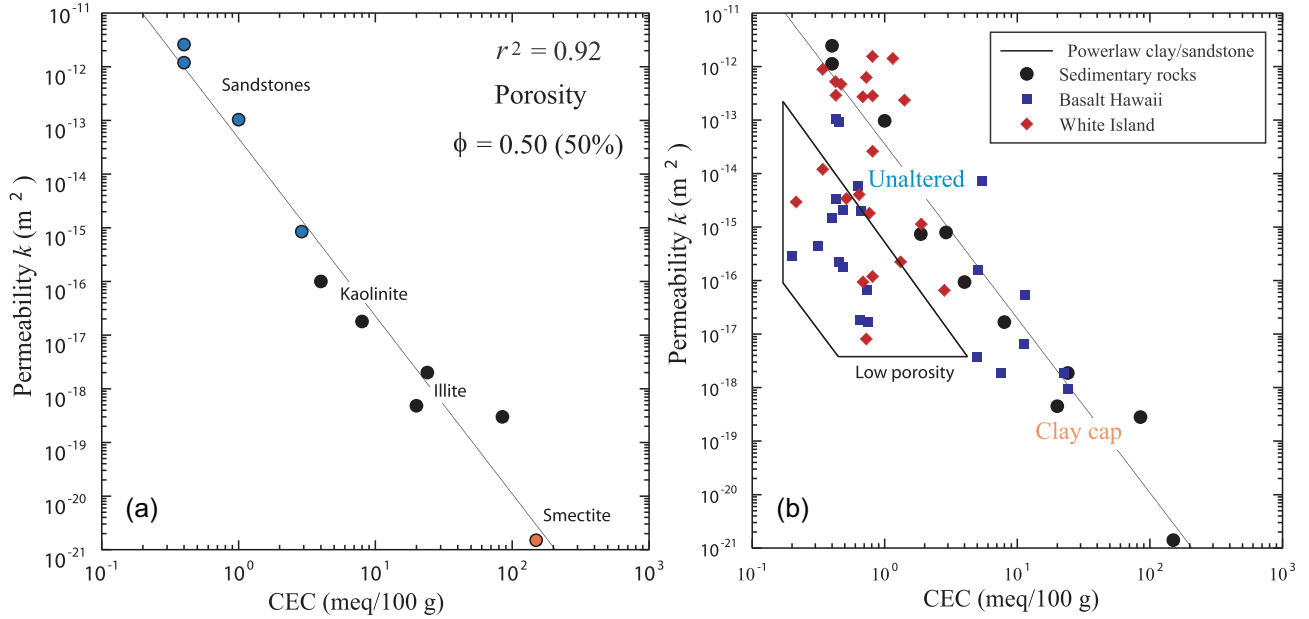 10^-11
10^-12
10^-13
10^-14
10^-15
10^-16
10^-17
10^-18
10^-19
10^-20
10^-21
Permeability k (m^2)
r^2 = 0.92
Porosity
ϕ = 0.50 (50%)
Sandstones
Kaolinite
Illite
Smectite
(a)
10^-1
10^0
10^1
10^2
10^3
CEC (meq/100 g)
10^-11
10^-12
10^-13
10^-14
10^-15
10^-16
10^-17
10^-18
10^-19
10^-20
10^-21
Permeability k (m^2)
Powerlaw clay/sandstone
Sedimentary rocks
Basalt Hawaii
White Island
Unaltered
Low porosity
Clay cap
(b)
10^-1
10^0
10^1
10^2
10^3
CEC (meq/100 g)